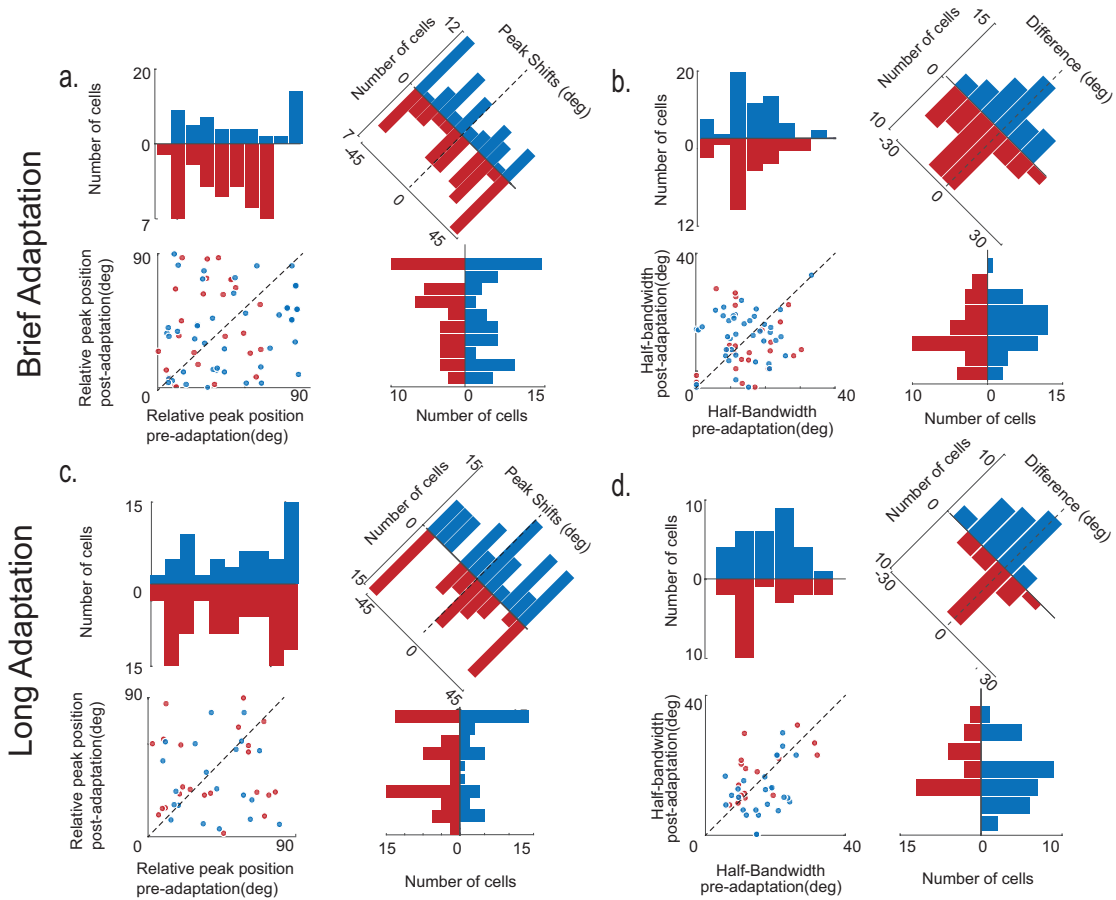 Brief Adaptation
a.
20
0
7
Number of cells
12
0
7
Number of cells
Peak Shifts (deg)
-45
0
45
90
0
Relative peak position
post-adaptation(deg)
0
90
Relative peak position
pre-adaptation(deg)
10
0
15
Number of cells
b.
20
0
12
Number of cells
15
0
10
Number of cells
Difference (deg)
-30
0
30
40
0
Half-bandwidth
post-adaptation(deg)
40
Half-Bandwidth
pre-adaptation(deg)
10
0
15
Number of cells
Long Adaptation
c.
15
0
15
Number of cells
15
0
15
Number of cells
Peak Shifts (deg)
-45
0
45
90
0
Relative peak position
post-adaptation(deg)
90
Relative peak position
pre-adaptation(deg)
15
0
15
Number of cells
d.
10
0
10
Number of cells
10
0
10
Number of cells
Difference (deg)
-30
0
30
40
0
Half-bandwidth
post-adaptation(deg)
40
Half-Bandwidth
pre-adaptation(deg)
15
0
10
Number of cells